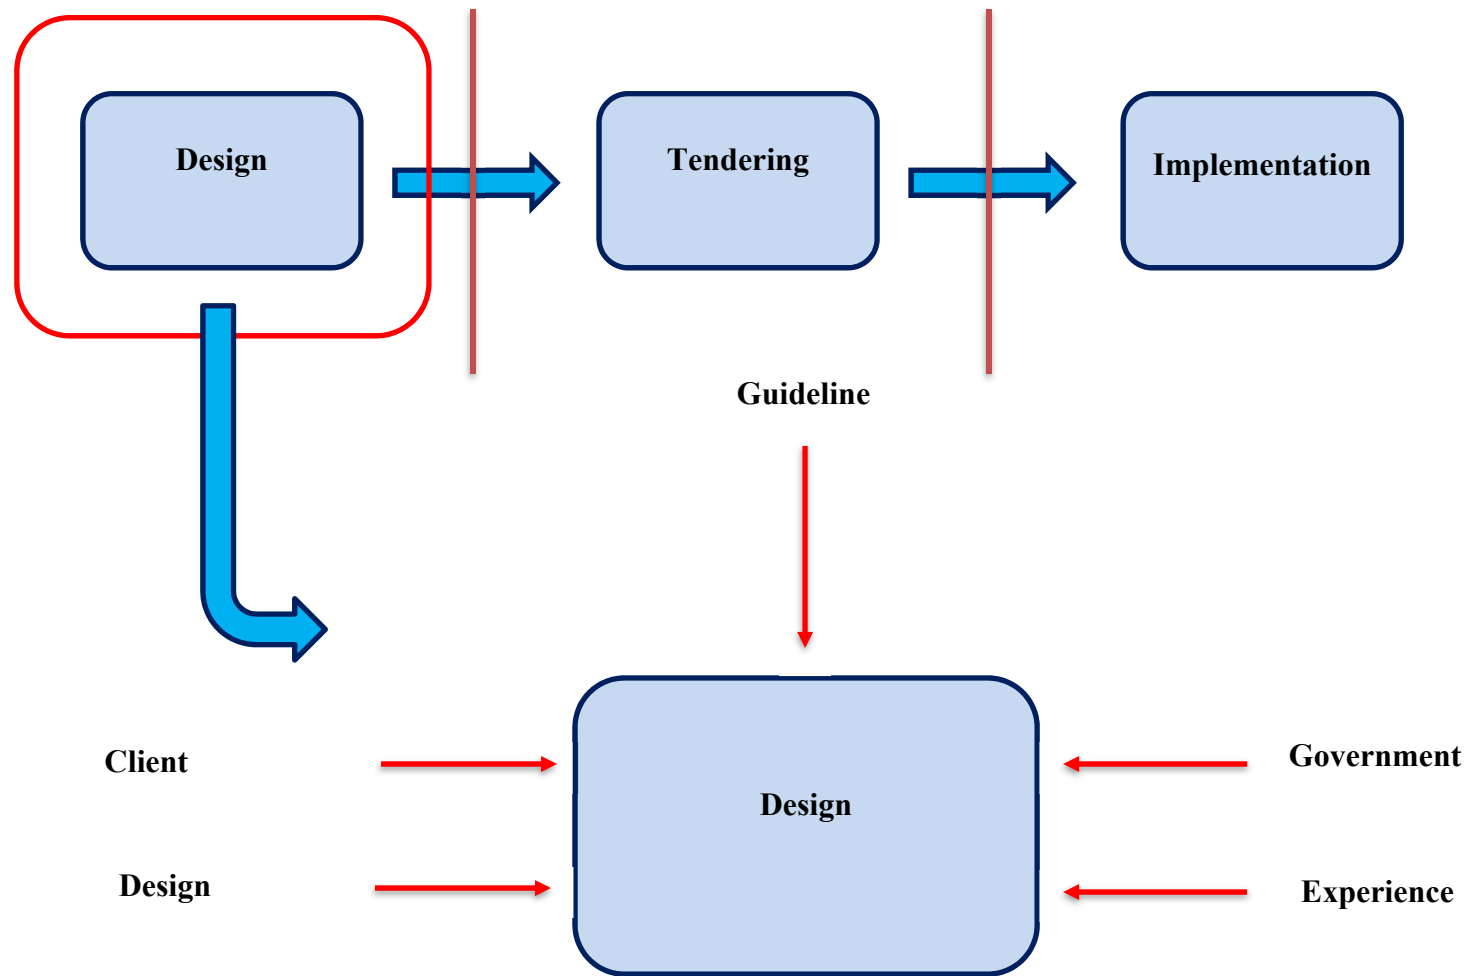 Design
Tendering
Implementation
Guideline
Client
Government
Design
Design
Experience